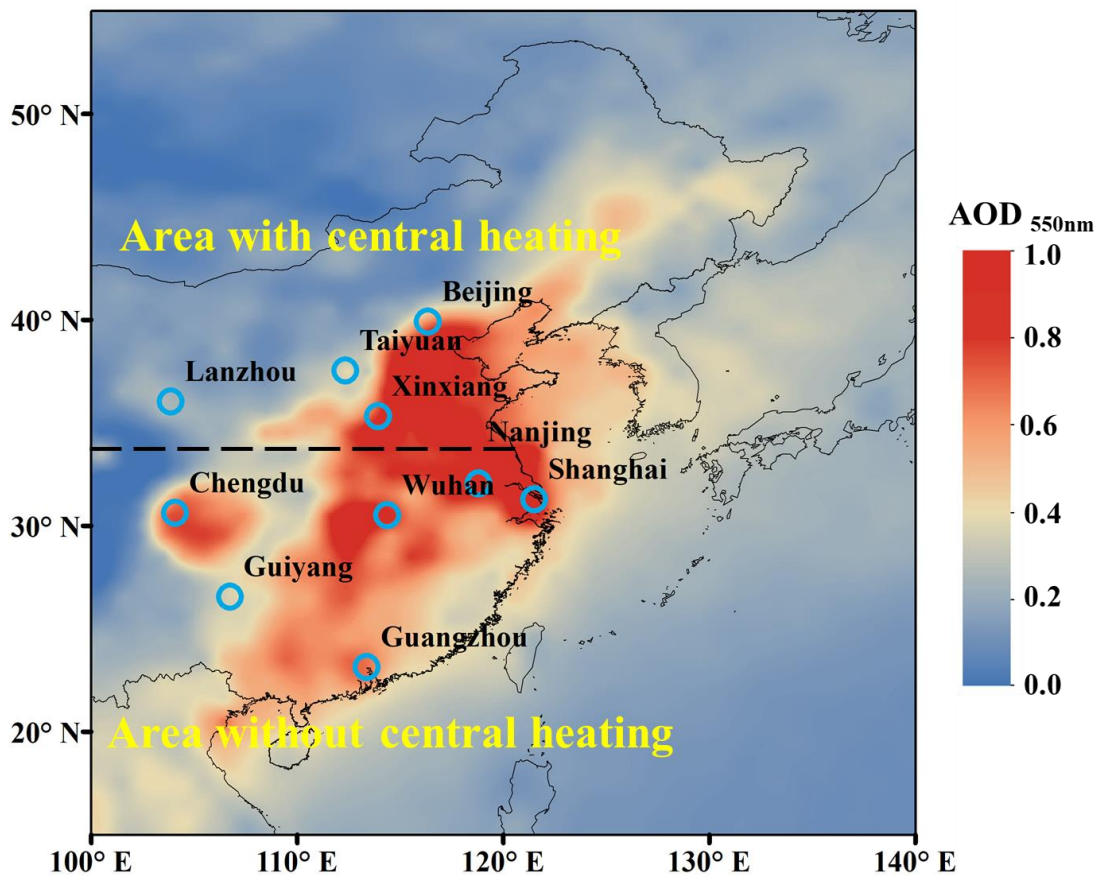 50° N
40° N
30° N
20° N
100° E
110° E
120° E
130° E
140° E
Area with central heating
Beijing
Taiyuan
Lanzhou
Xinxiang
Nanjing
Shanghai
Chengdu
Wuhan
Guiyang
Guangzhou
Area without central heating
AOD 550nm
1.0
0.8
0.6
0.4
0.2
0.0